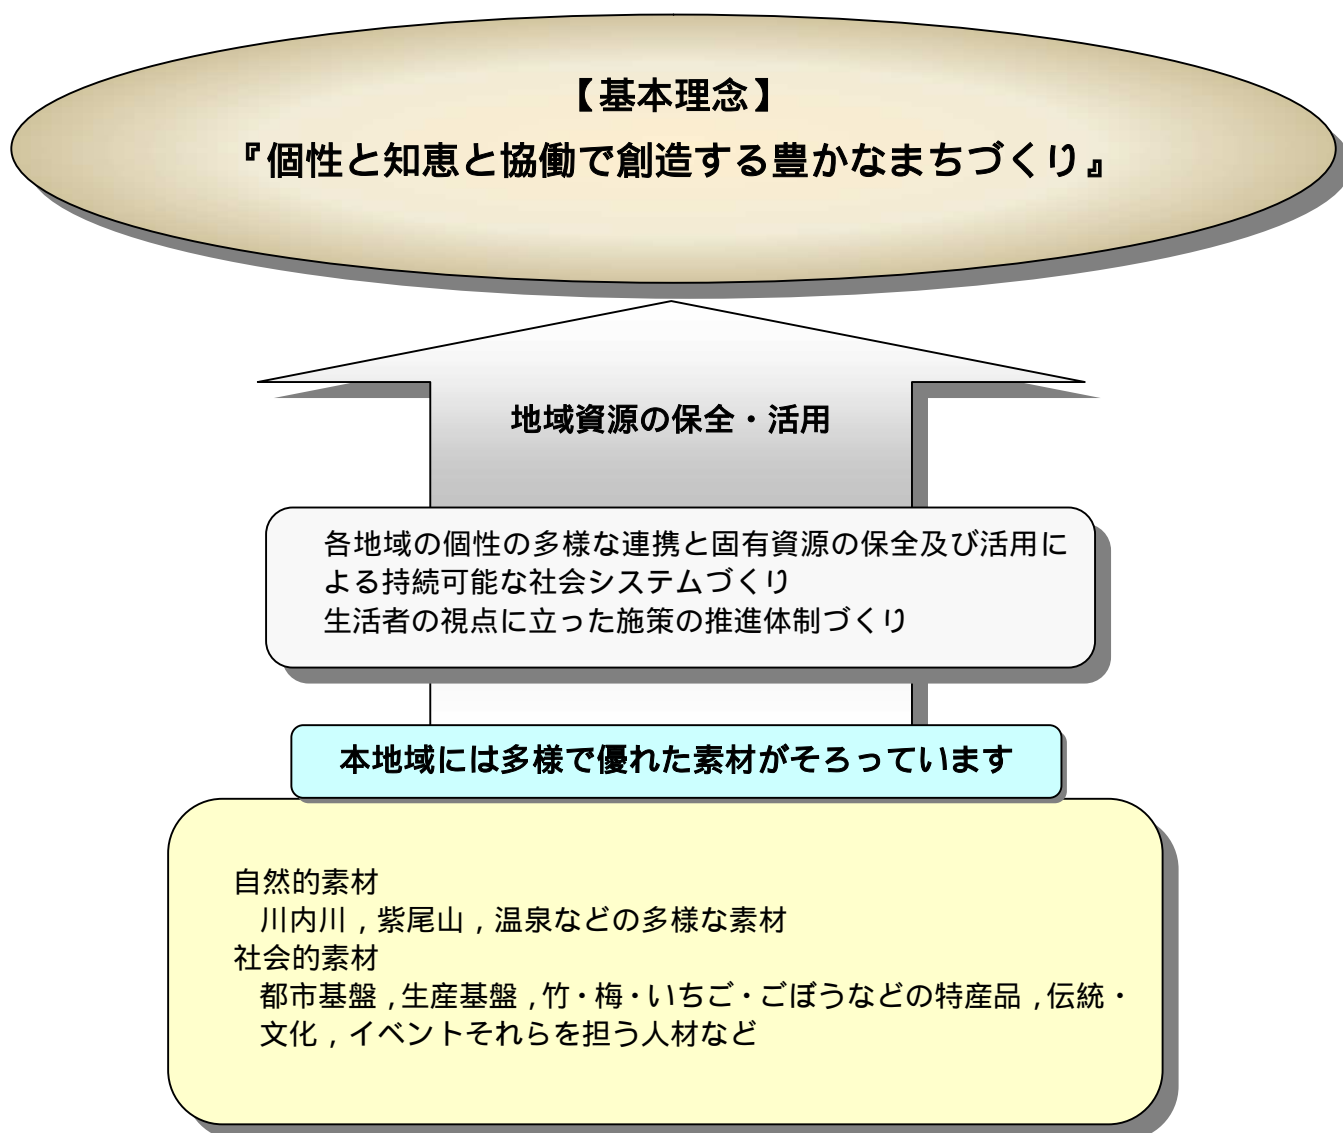 【基本理念】
『個性と知恵と協働で創造する豊かなまちづくり』
地域資源の保全・活用
各地域の個性の多様な連携と固有資源の保全及び活用に
よる持続可能な社会システムづくり
生活者の視点に立った施策の推進体制づくり
本地域には多様で優れた素材がそろっています
自然的素材
川内川，紫尾山，温泉などの多様な素材
社会的素材
都市基盤，生産基盤，竹・梅・いちご・ごぼうなどの特産品，伝統・
文化，イベントそれらを担う人材など